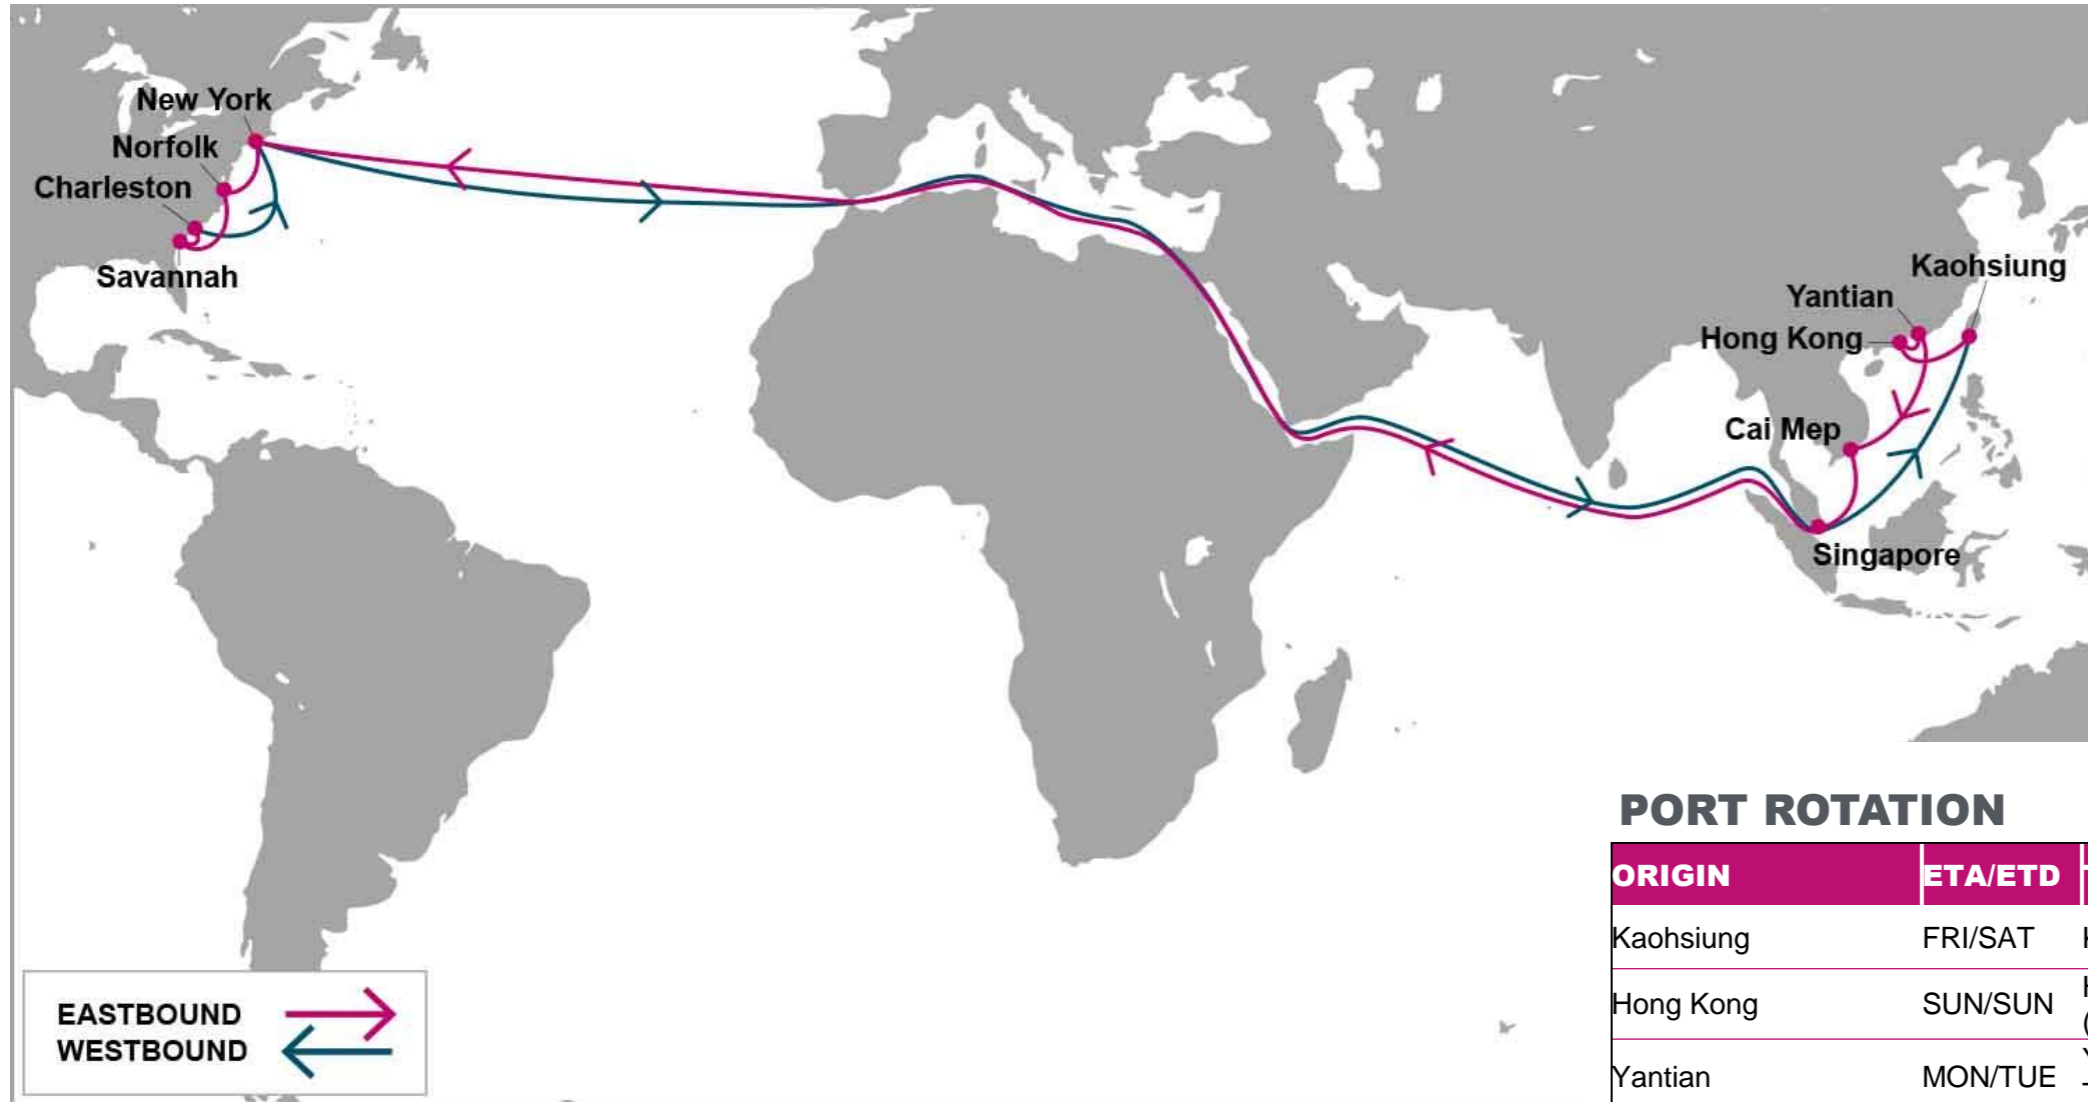 New York
Norfolk
Charleston
Savannah
Kaohsiung
Yantian
Hong Kong
Cai Mep
Singapore
EASTBOUND
WESTBOUND
PORT ROTATION
ORIGIN ETA/ETD
Kaohsiung FRI/SAT
Hong Kong SUN/SUN
Yantian MON/TUE